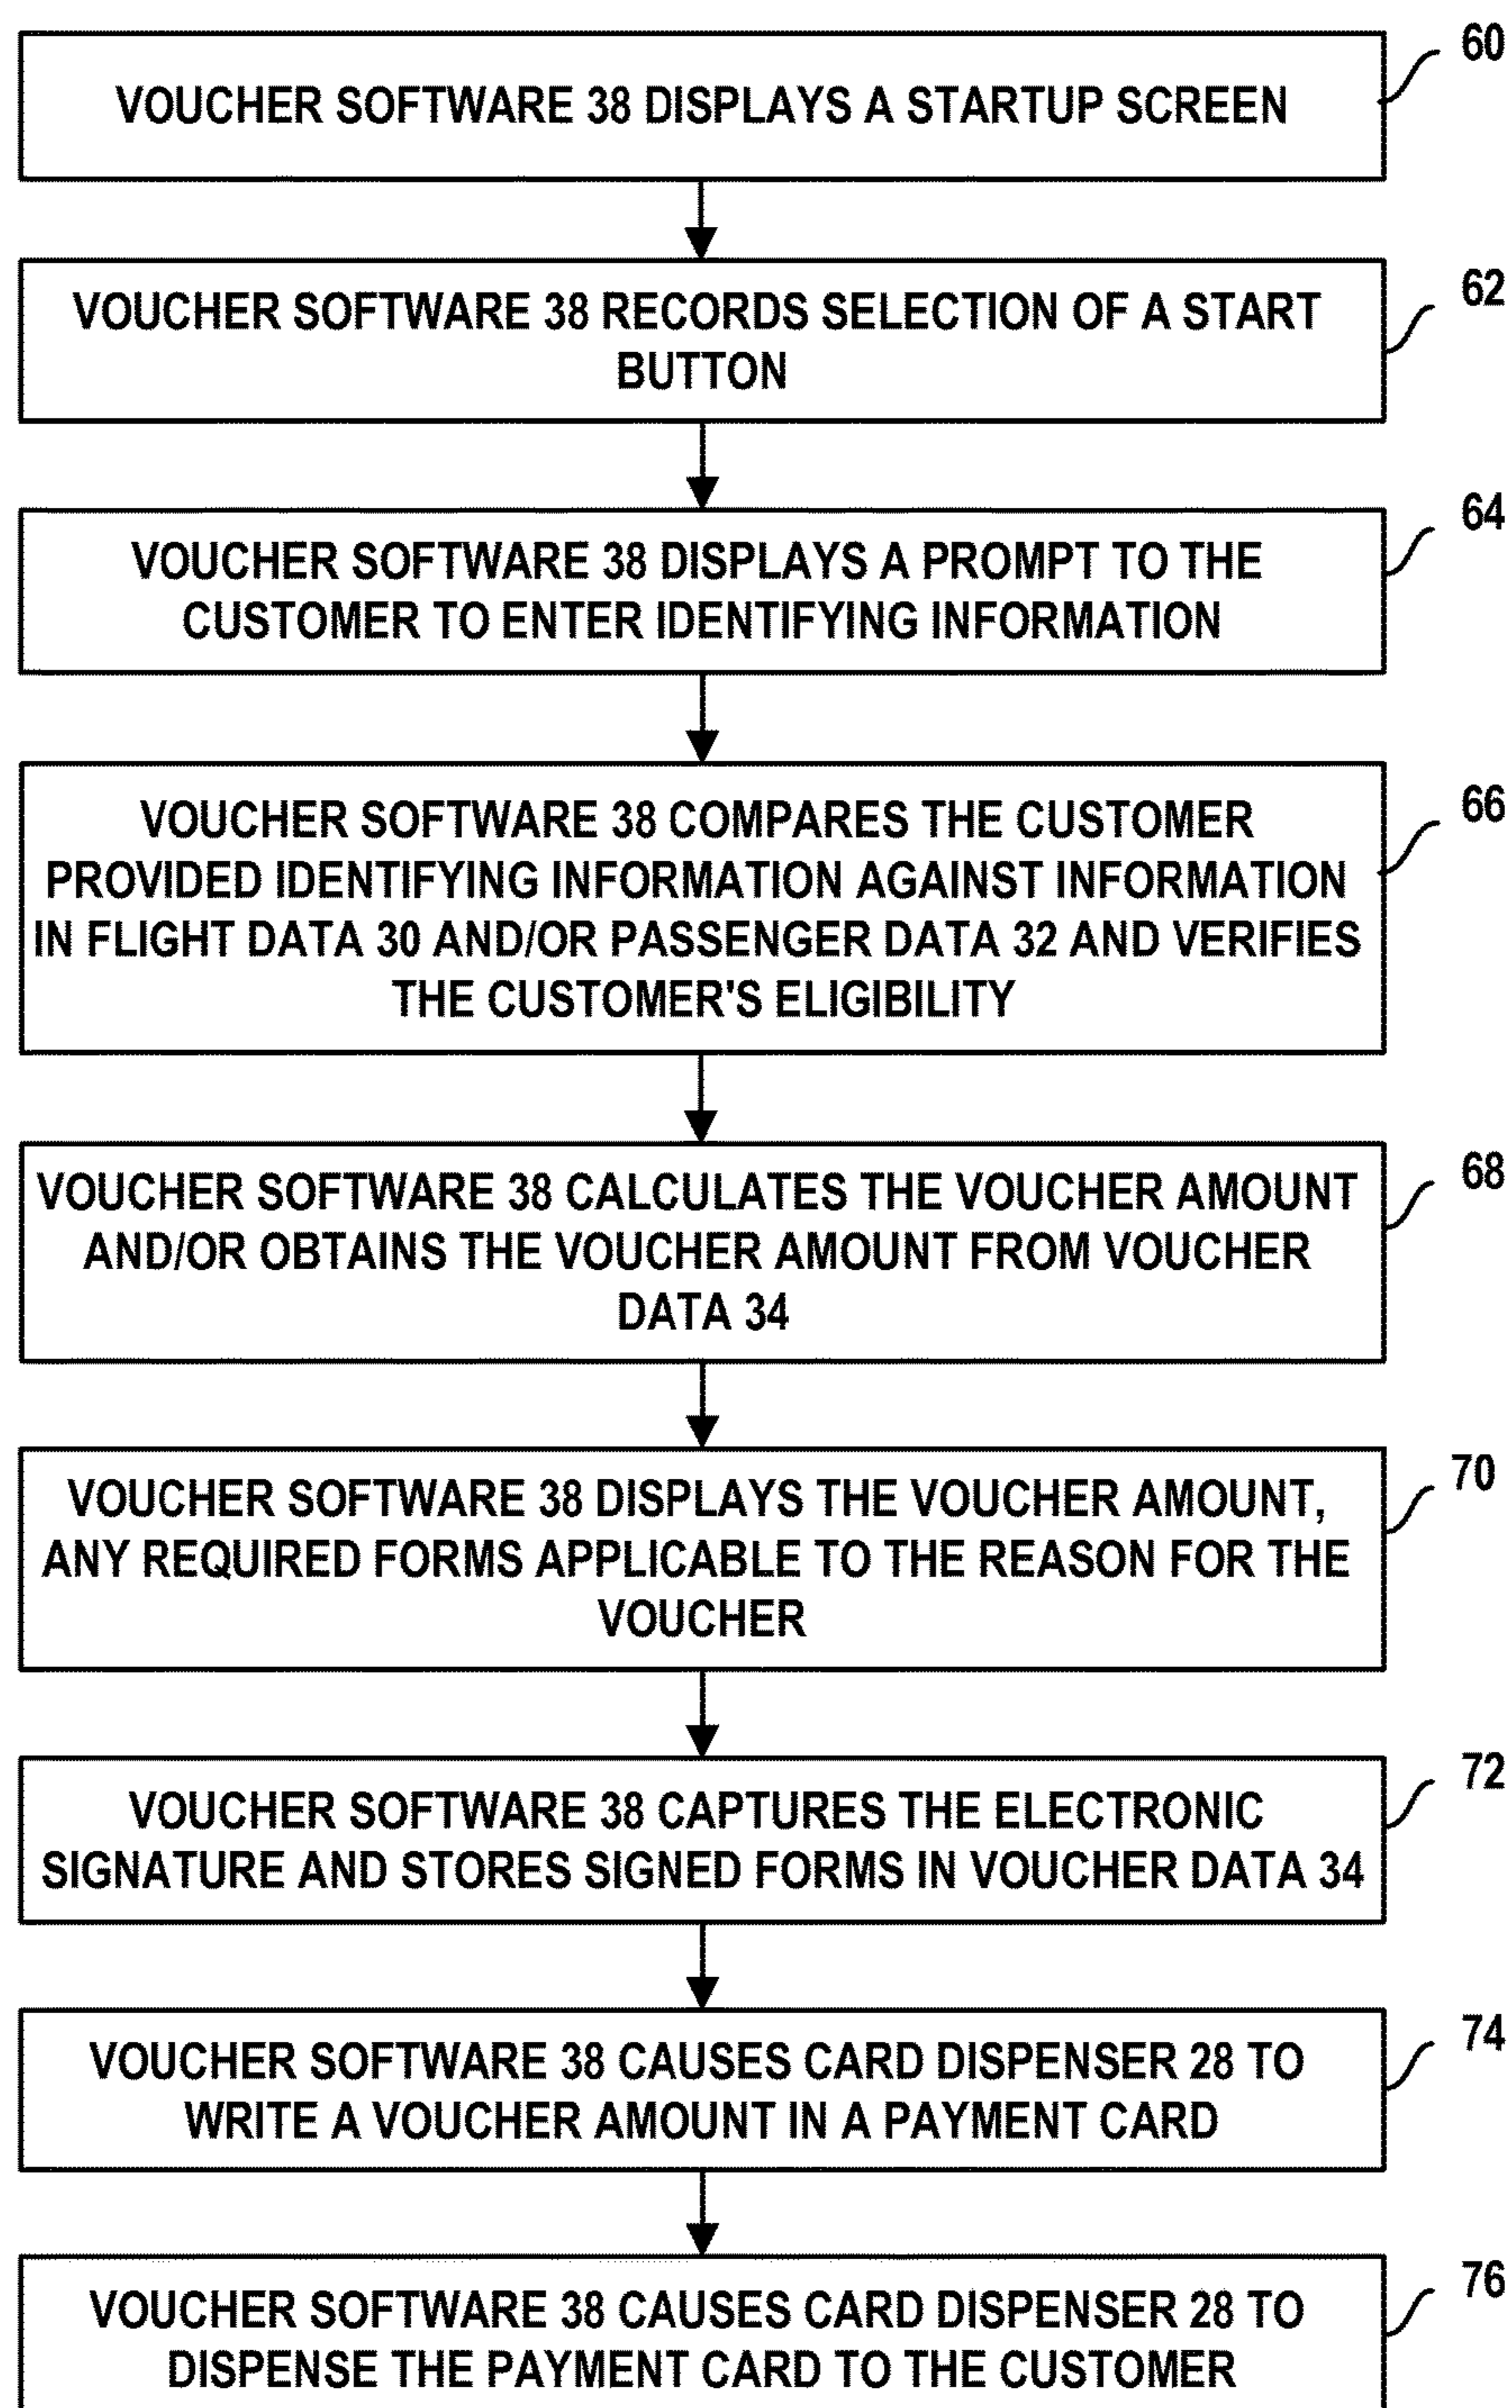 60
VOUCHER SOFTWARE 38 DISPLAYS A STARTUP SCREEN
62
VOUCHER SOFTWARE 38 RECORDS SELECTION OF A START
BUTTON
64
VOUCHER SOFTWARE 38 DISPLAYS A PROMPT TO THE
CUSTOMER TO ENTER IDENTIFYING INFORMATION
66
VOUCHER SOFTWARE 38 COMPARES THE CUSTOMER
PROVIDED IDENTIFYING INFORMATION AGAINST INFORMATION
IN FLIGHT DATA 30 AND/OR PASSENGER DATA 32 AND VERIFIES
THE CUSTOMER'S ELIGIBILITY
68
VOUCHER SOFTWARE 38 CALCULATES THE VOUCHER AMOUNT
AND/OR OBTAINS THE VOUCHER AMOUNT FROM VOUCHER
DATA 34
70
VOUCHER SOFTWARE 38 DISPLAYS THE VOUCHER AMOUNT,
ANY REQUIRED FORMS APPLICABLE TO THE REASON FOR THE
VOUCHER
72
VOUCHER SOFTWARE 38 CAPTURES THE ELECTRONIC
SIGNATURE AND STORES SIGNED FORMS IN VOUCHER DATA 34
74
VOUCHER SOFTWARE 38 CAUSES CARD DISPENSER 28 TO
WRITE A VOUCHER AMOUNT IN A PAYMENT CARD
76
VOUCHER SOFTWARE 38 CAUSES CARD DISPENSER 28 TO
DISPENSE THE PAYMENT CARD TO THE CUSTOMER